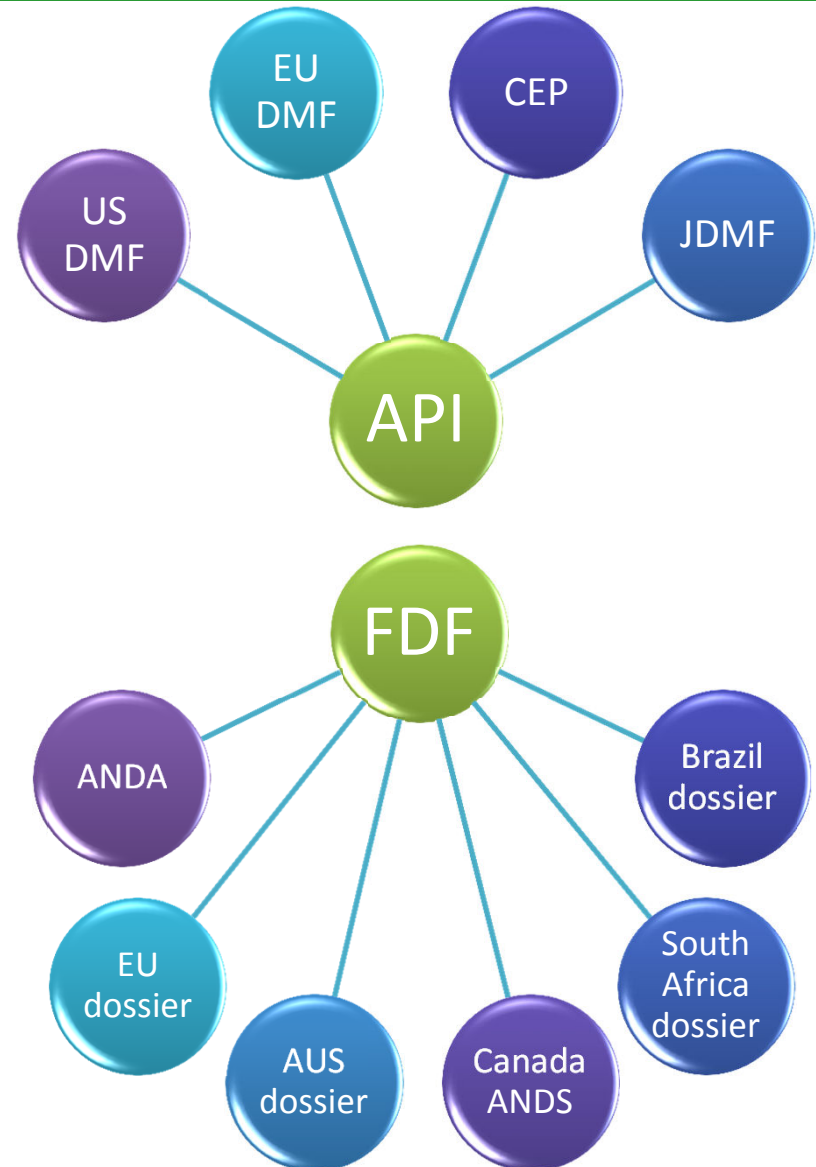 EU
DMF
CEP
US
DMF
JDMF
API
FDF
ANDA
Brazil
dossier
EU
dossier
South
Africa
dossier
AUS
dossier
Canada
ANDS